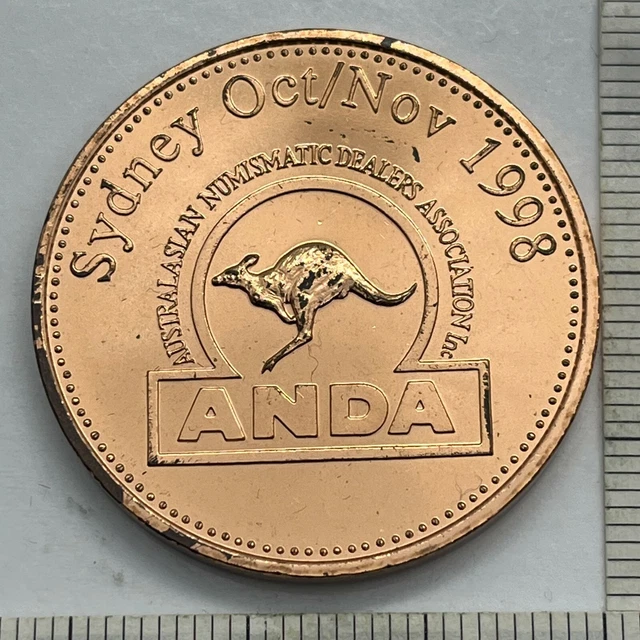 Sydney Oct/Nov 1998
AUSTRALASIAN NUMISMATIC DEALERS ASSOCIATION Inc
ANDA